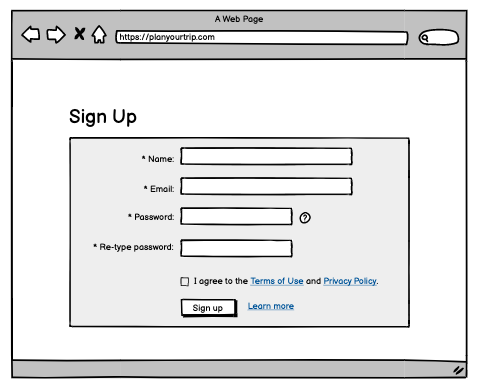 A Web Page
https://planyourtrip.com
Sign Up
* Name:
* Email:
* Password: ?
* Re-type password:
I agree to the Terms of Use and Privacy Policy.
Sign up Learn more